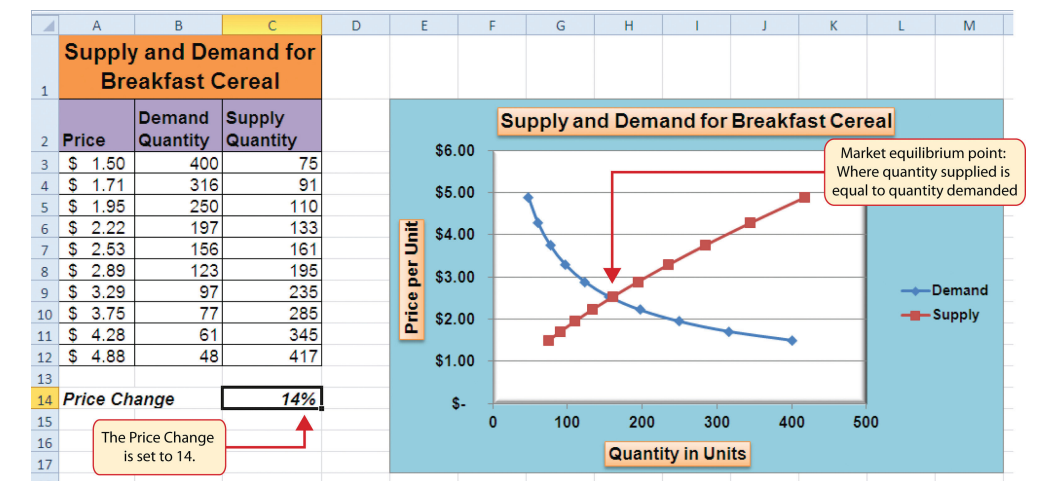 A B C D E F G H I J K L M
1 Supply and Demand for
Breakfast Cereal
2 Price Demand Quantity Supply Quantity
3 $ 1.50 400 75
4 $ 1.71 316 91
5 $ 1.95 250 110
6 $ 2.22 197 133
7 $ 2.53 156 161
8 $ 2.89 123 195
9 $ 3.29 97 235
10 $ 3.75 77 285
11 $ 4.28 61 345
12 $ 4.88 48 417
13
14 Price Change 14%
15
16
17
The Price Change
is set to 14.
Supply and Demand for Breakfast Cereal
Market equilibrium point:
Where quantity supplied is
equal to quantity demanded
Price per Unit
$6.00
$5.00
$4.00
$3.00
$2.00
$1.00
$-
0 100 200 300 400 500
Quantity in Units
Demand
Supply